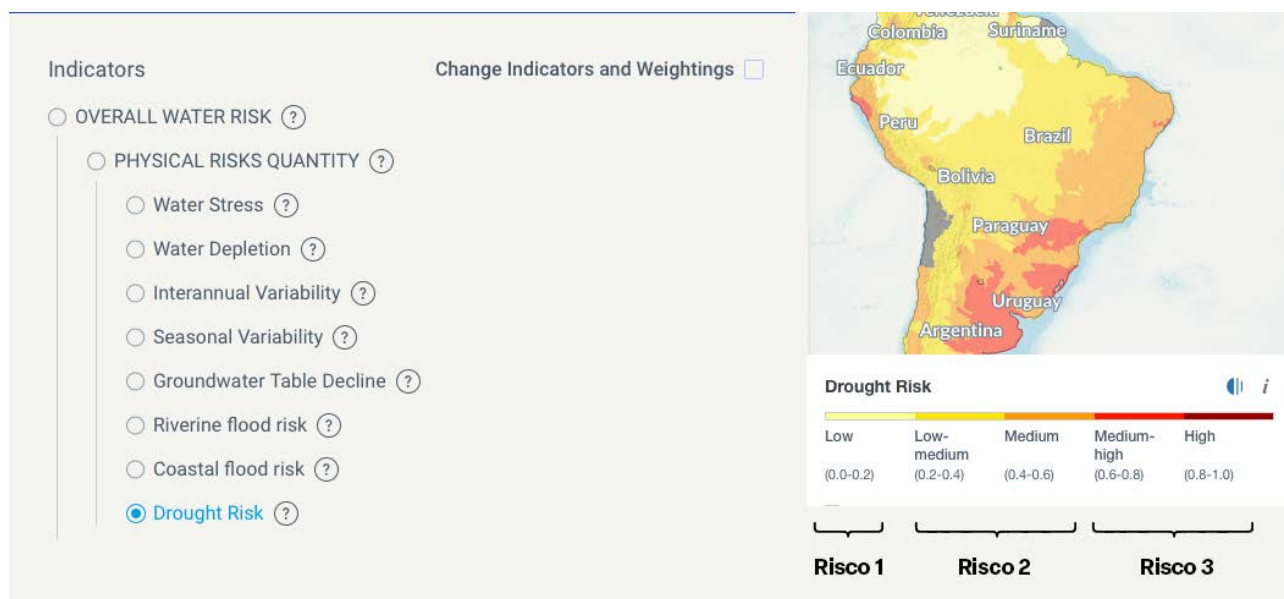 Indicators
Change Indicators and Weightings
OVERALL WATER RISK ?
PHYSICAL RISKS QUANTITY ?
Water Stress ?
Water Depletion ?
Interannual Variability ?
Seasonal Variability ?
Groundwater Table Decline ?
Riverine flood risk ?
Coastal flood risk ?
Drought Risk ?
Venezuela
Colombia Suriname
Ecuador
Peru
Brazil
Bolivia
Paraguay
Uruguay
Argentina
Drought Risk i
Low Low-medium Medium Medium-high High
(0.0-0.2) (0.2-0.4) (0.4-0.6) (0.6-0.8) (0.8-1.0)
Risco 1 Risco 2 Risco 3